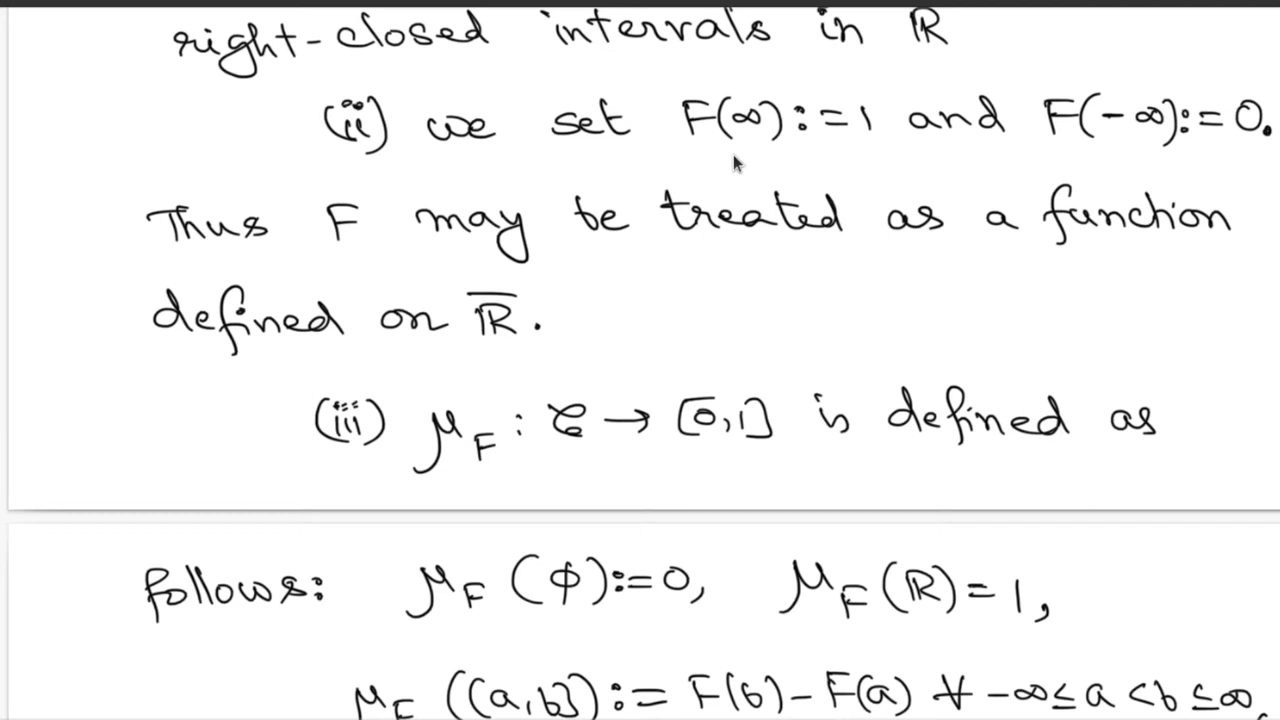 right-closed intervals in ℝ
(ii) we set F(∞):=1 and F(-∞):=0.
Thus F may be treated as a function
defined on ℝ̅.
(iii) μ_F : 𝒞 → [0,1] is defined as
follows: μ_F (ϕ):=0, μ_F(ℝ)=1,
μ_F ((a,b]):= F(b)-F(a) ∀ -∞≤a<b≤∞.